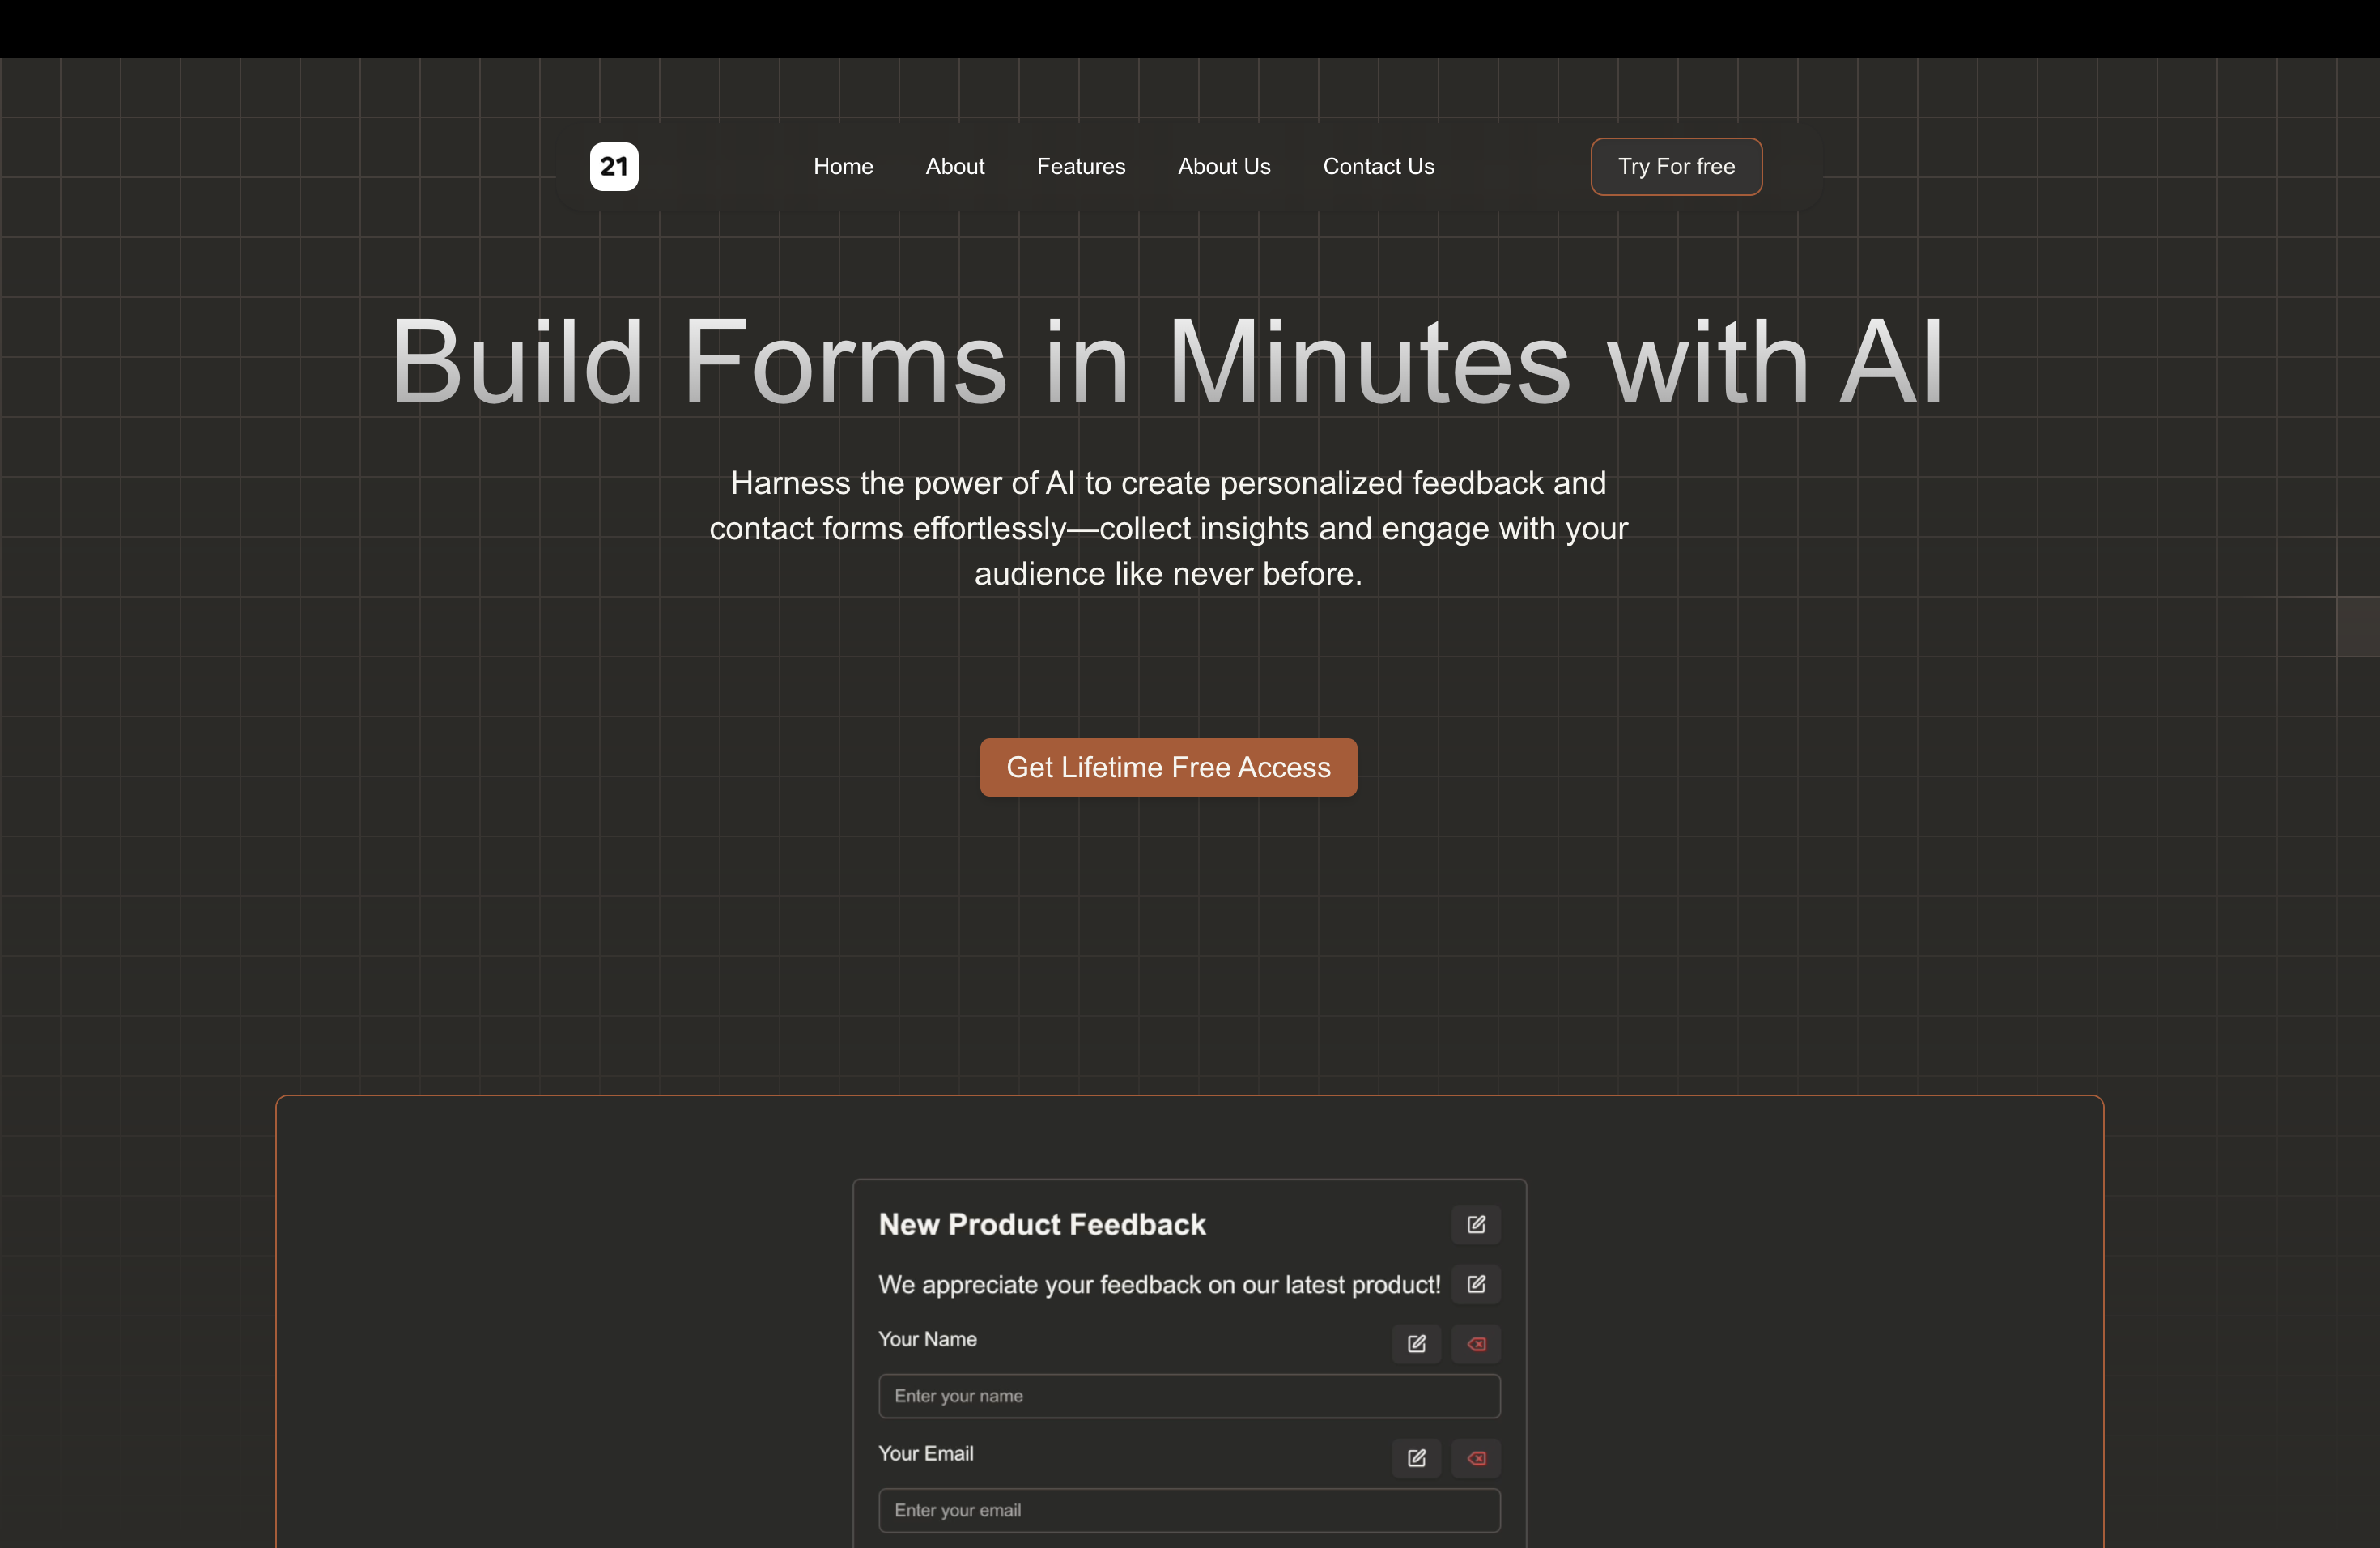 21
Home
About
Features
About Us
Contact Us
Try For free
Build Forms in Minutes with AI
Harness the power of AI to create personalized feedback and
contact forms effortlessly—collect insights and engage with your
audience like never before.
Get Lifetime Free Access
New Product Feedback
We appreciate your feedback on our latest product!
Your Name
Enter your name
Your Email
Enter your email